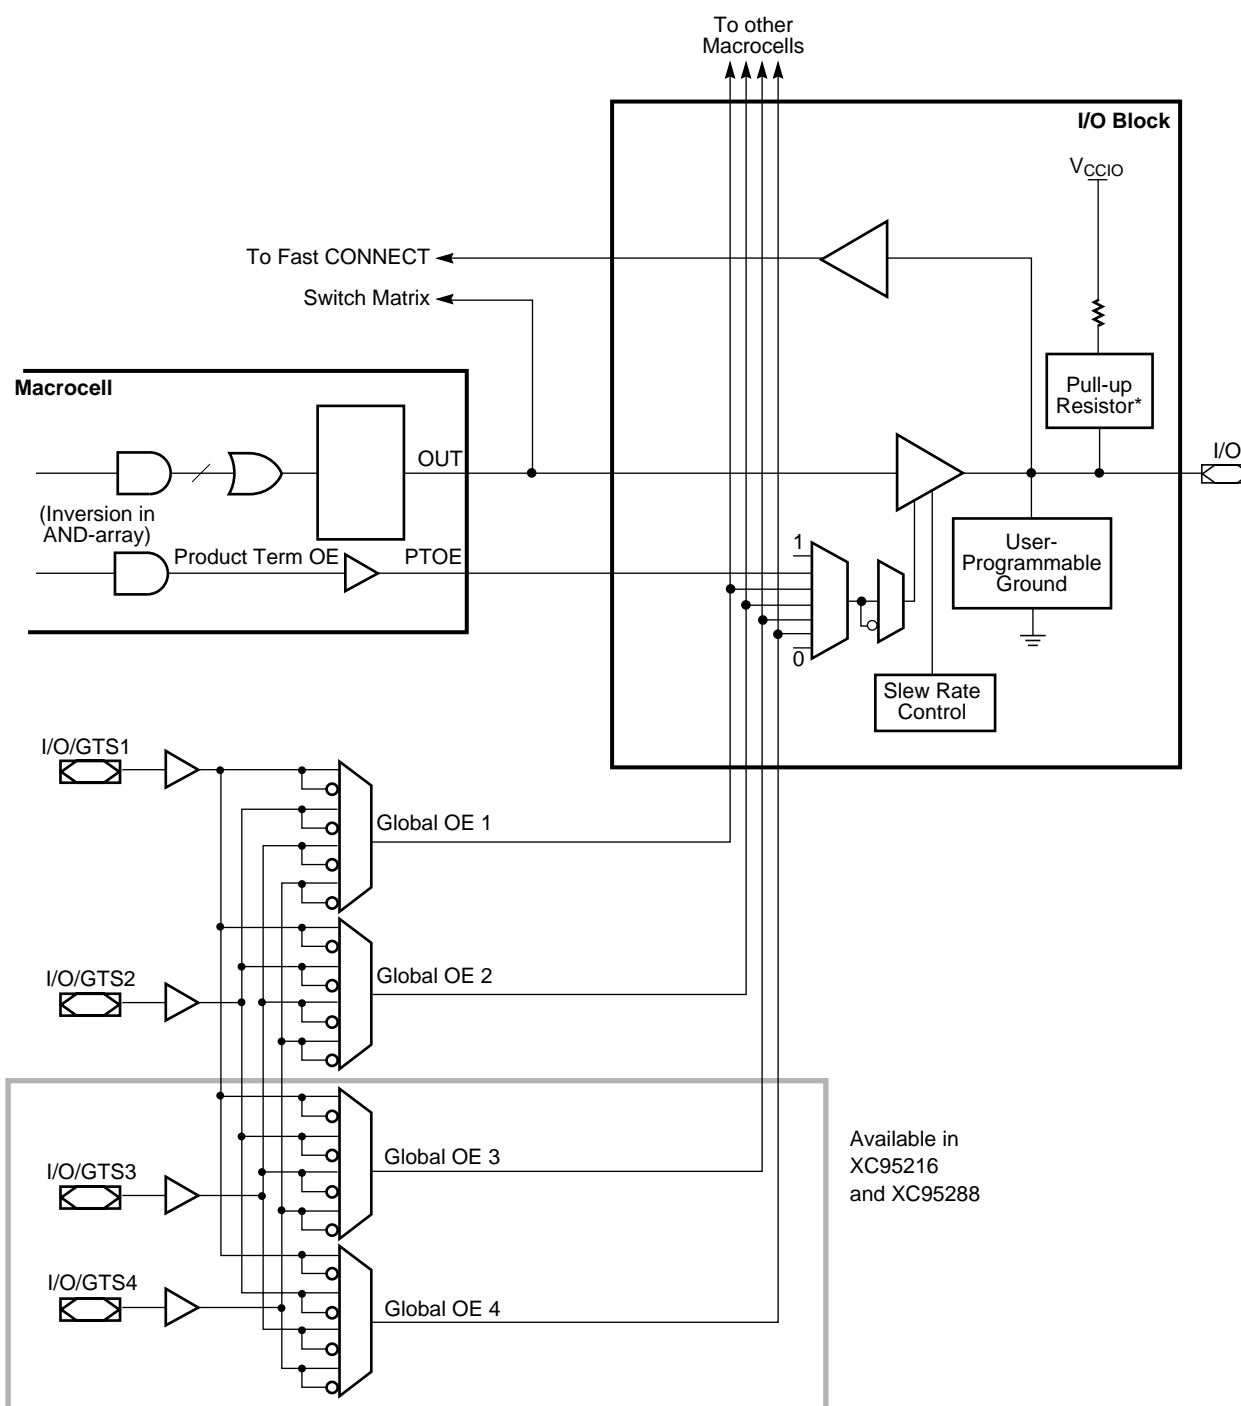 To other
Macrocells
I/O Block
VCCIO
To Fast CONNECT
Switch Matrix
Macrocell
Pull-up
Resistor*
OUT
I/O
(Inversion in
AND-array)
Product Term OE
PTOE
1
User-
Programmable
Ground
0
Slew Rate
Control
I/O/GTS1
Global OE 1
I/O/GTS2
Global OE 2
I/O/GTS3
Global OE 3
Available in
XC95216
and XC95288
I/O/GTS4
Global OE 4